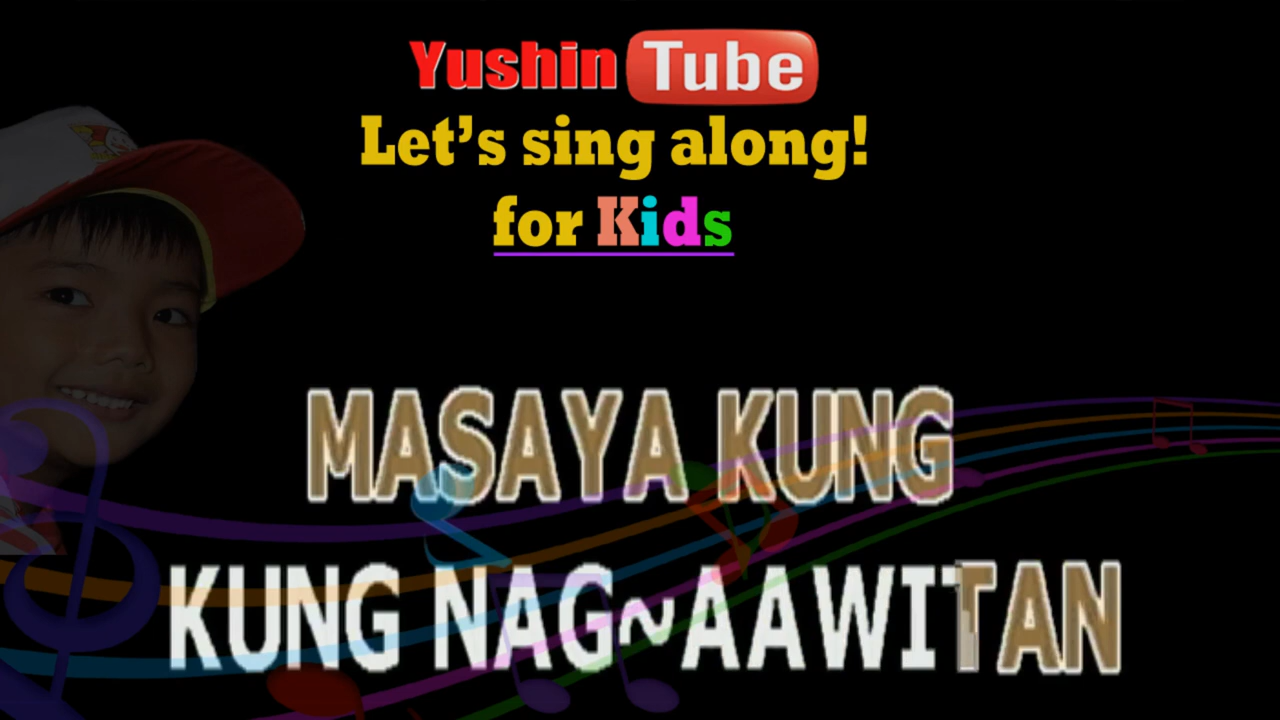 Yushin Tube
Let's sing along!
for Kids
MASAYA KUNG
KUNG NAG~AAWITAN